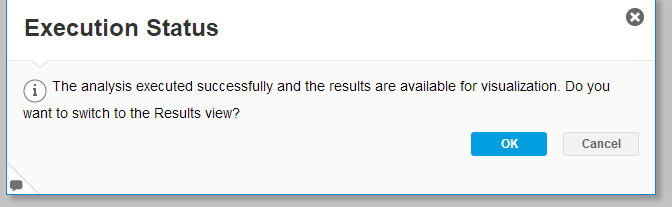 Execution Status
The analysis executed successfully and the results are available for visualization. Do you
want to switch to the Results view?
OK Cancel